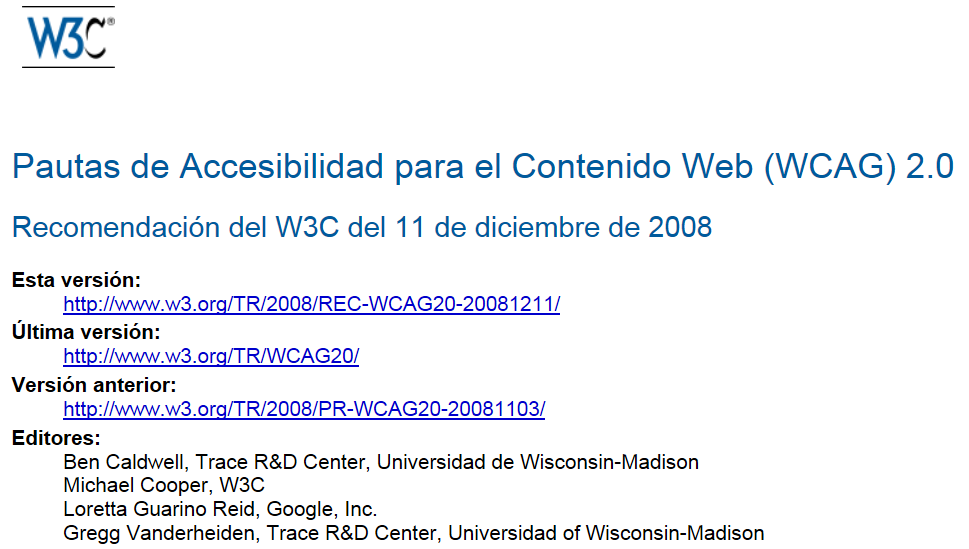 W3C®
Pautas de Accesibilidad para el Contenido Web (WCAG) 2.0
Recomendación del W3C del 11 de diciembre de 2008
Esta versión:
http://www.w3.org/TR/2008/REC-WCAG20-20081211/
Última versión:
http://www.w3.org/TR/WCAG20/
Versión anterior:
http://www.w3.org/TR/2008/PR-WCAG20-20081103/
Editores:
Ben Caldwell, Trace R&D Center, Universidad de Wisconsin-Madison
Michael Cooper, W3C
Loretta Guarino Reid, Google, Inc.
Gregg Vanderheiden, Trace R&D Center, Universidad of Wisconsin-Madison